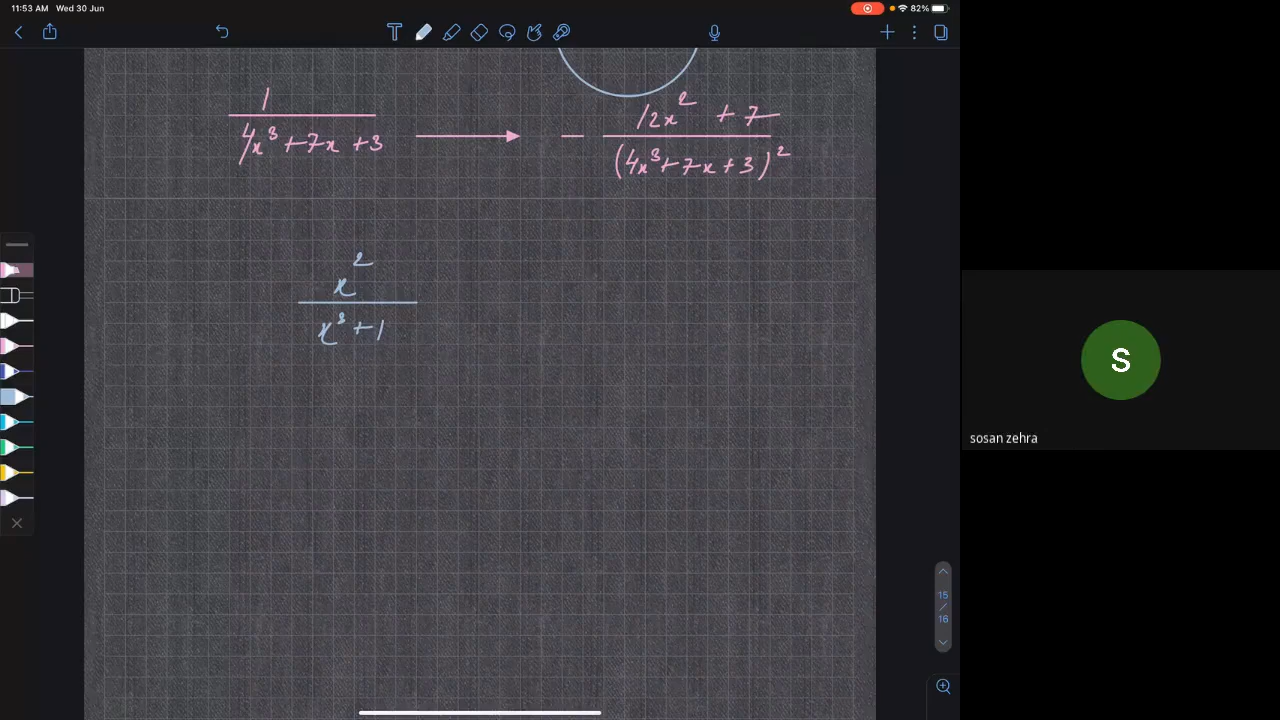 11:53 AM Wed 30 Jun
82%
T
1 / 4x³ + 7x + 3 → − 12x² + 7 / (4x³ + 7x + 3)²
x² / x³ + 1
S
sosan zehra
15
/
16